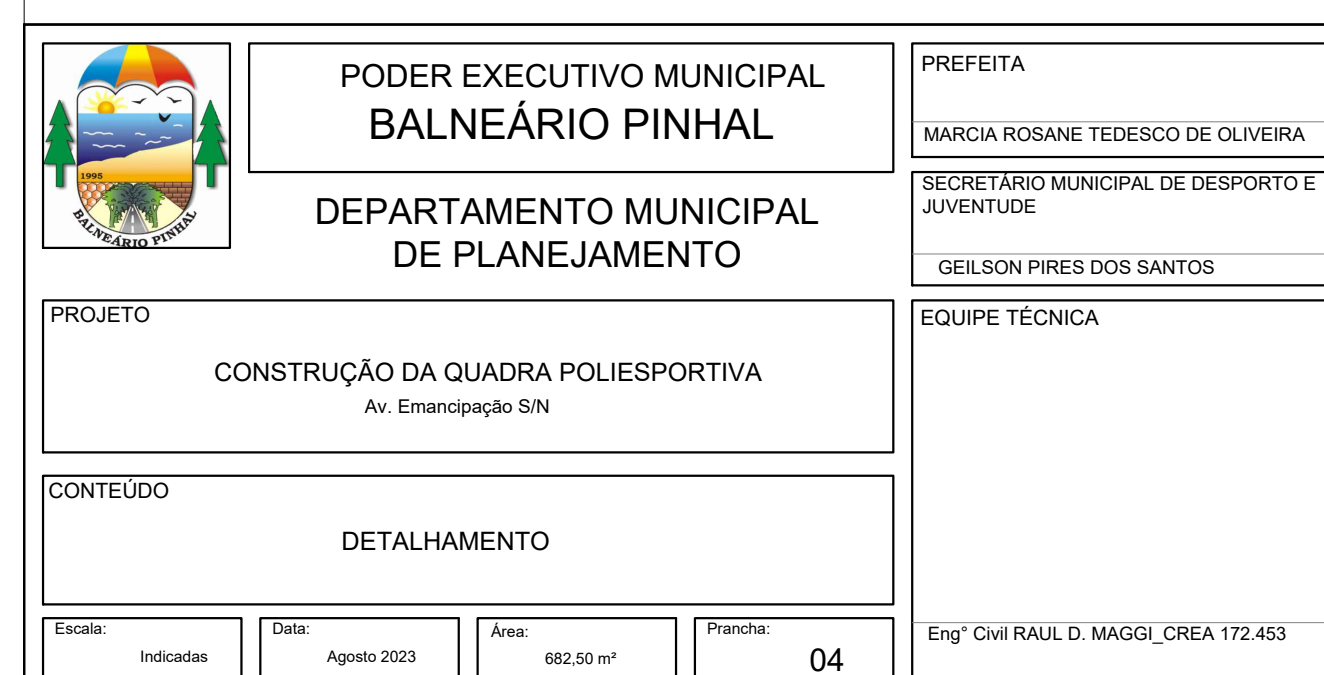 1995
BALNEÁRIO PINHAL
PODER EXECUTIVO MUNICIPAL
BALNEÁRIO PINHAL
DEPARTAMENTO MUNICIPAL
DE PLANEJAMENTO
PREFEITA
MARCIA ROSANE TEDESCO DE OLIVEIRA
SECRETÁRIO MUNICIPAL DE DESPORTO E
JUVENTUDE
GEILSON PIRES DOS SANTOS
PROJETO
CONSTRUÇÃO DA QUADRA POLIESPORTIVA
Av. Emancipação S/N
CONTEÚDO
DETALHAMENTO
Escala:
Indicadas
Data:
Agosto 2023
Área:
682,50 m²
Prancha:
04
EQUIPE TÉCNICA
Eng° Civil RAUL D. MAGGI_CREA 172.453